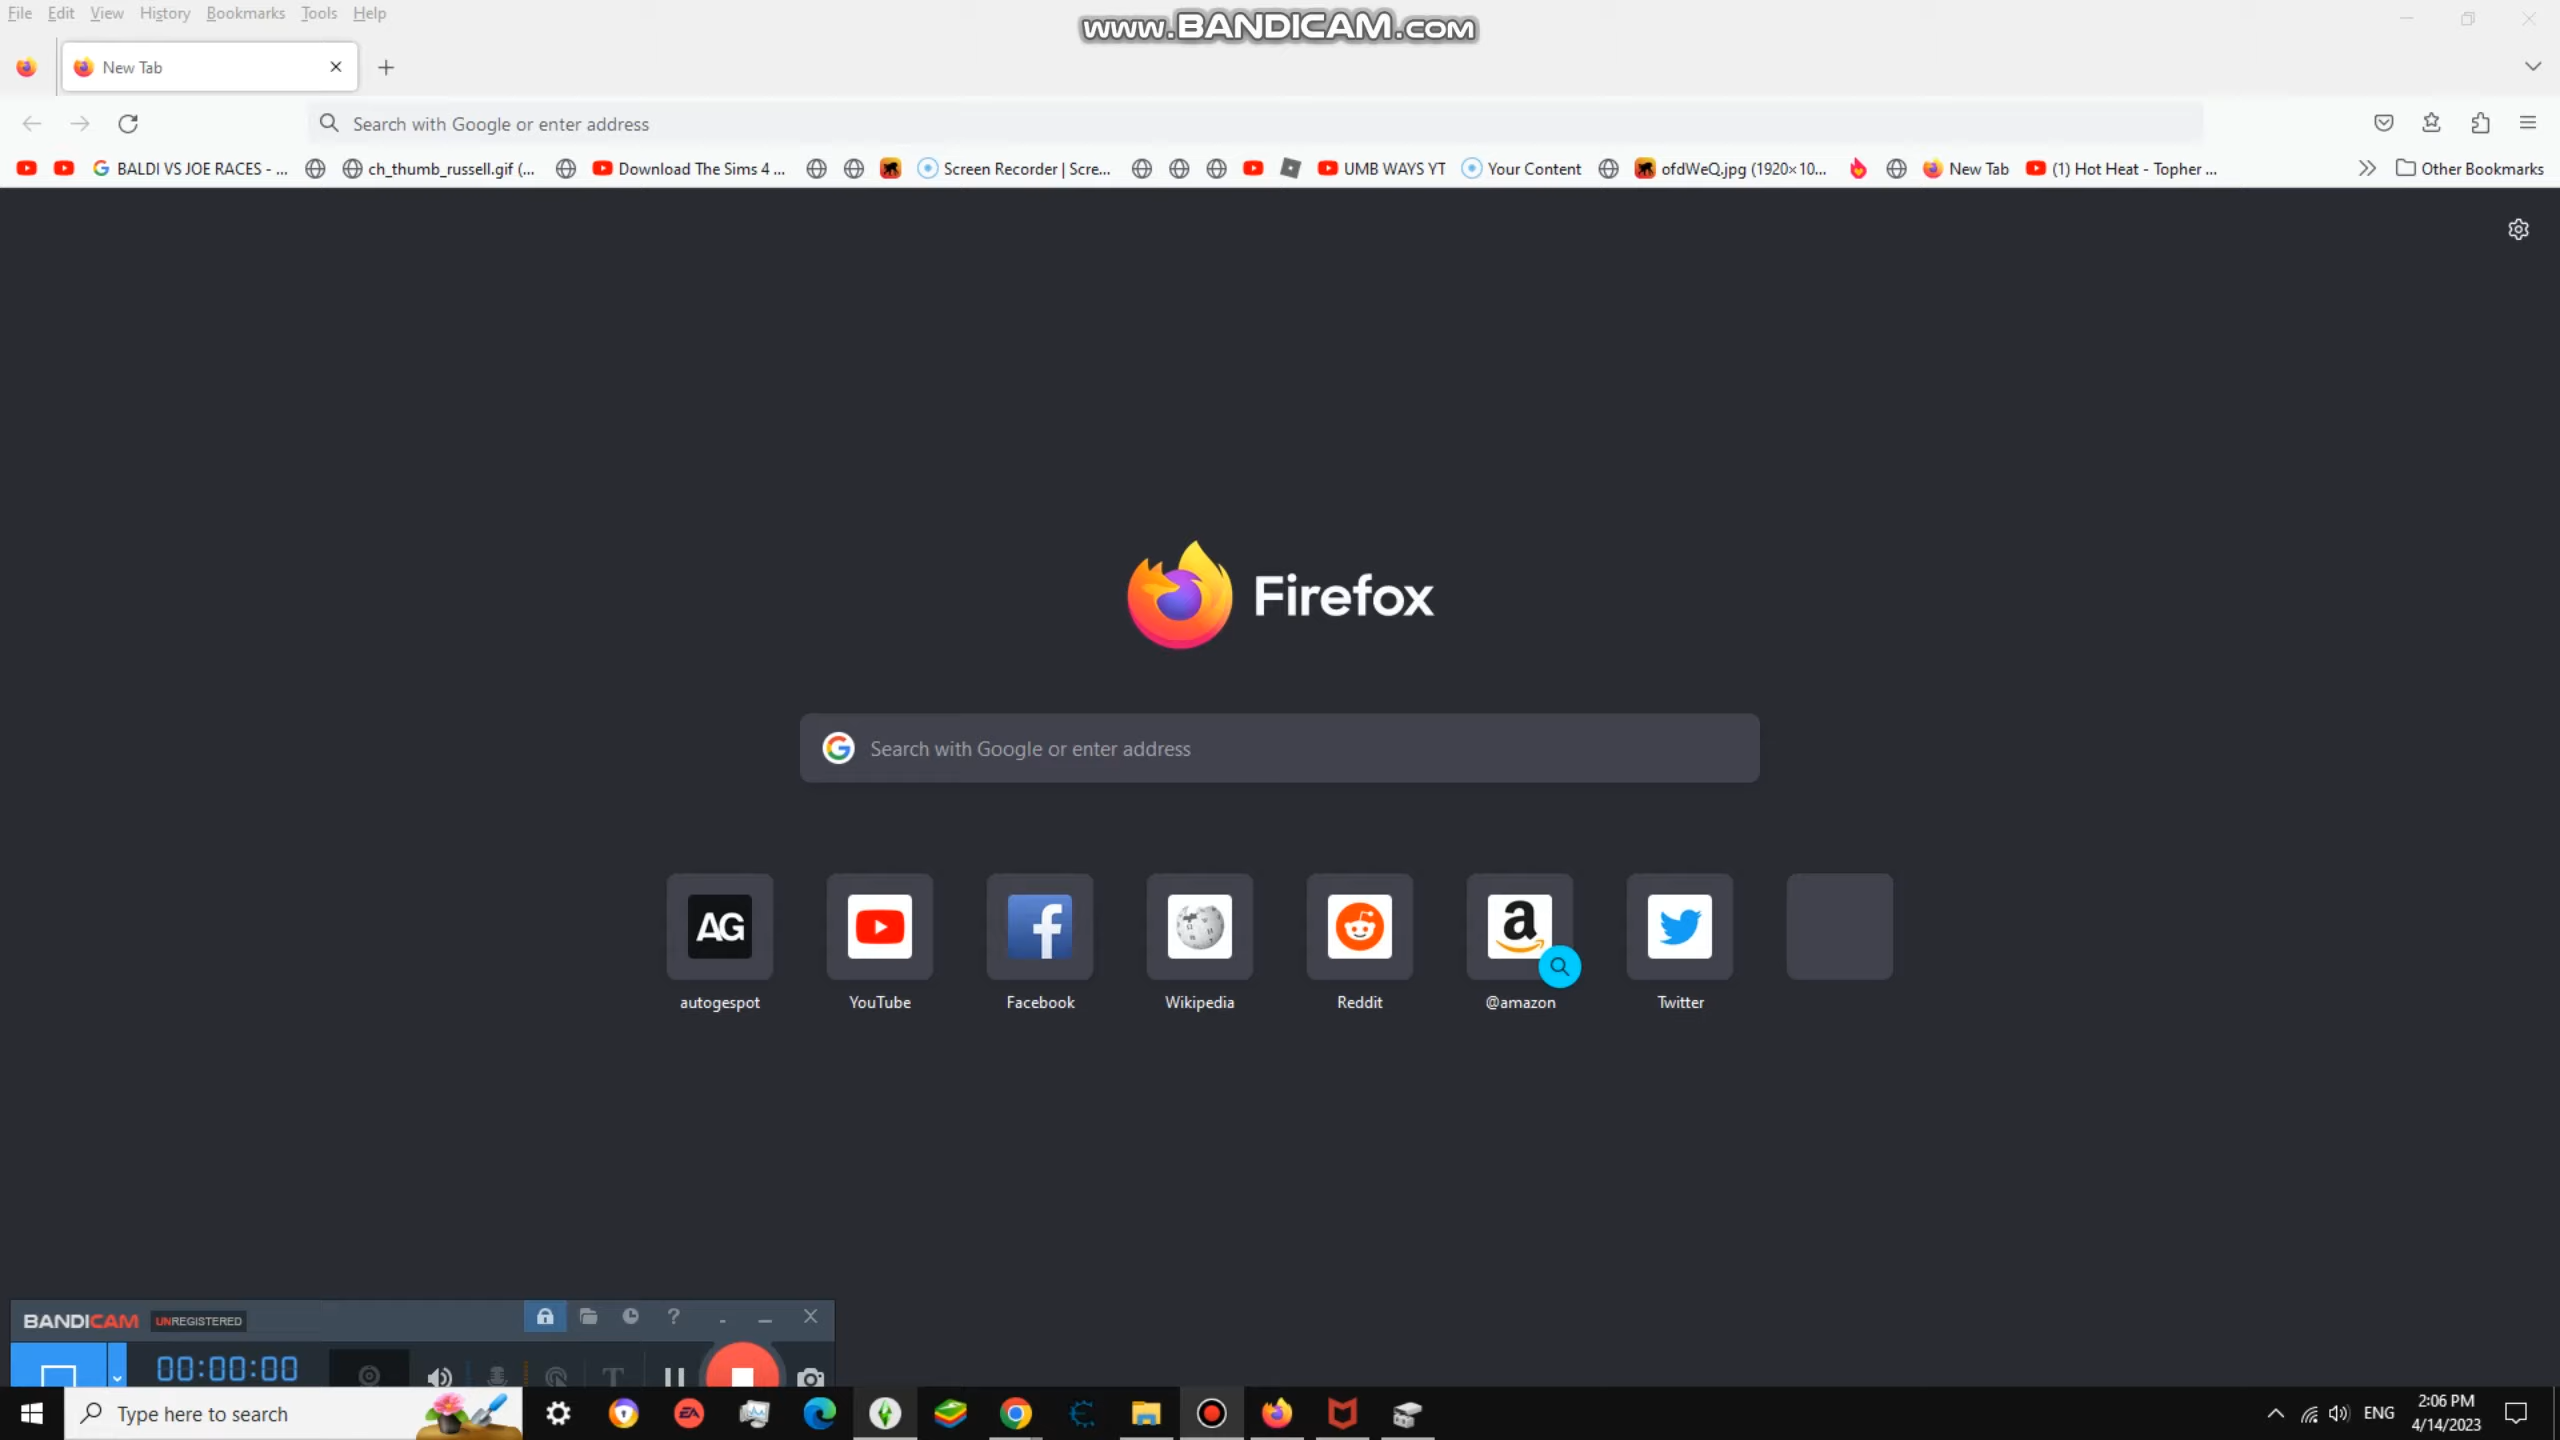 File Edit View History Bookmarks Tools Help
www.BANDICAM.com
New Tab
Search with Google or enter address
BALDI VS JOE RACES - ... ch_thumb_russell.gif (... Download The Sims 4 ... Screen Recorder | Scre... UMB WAYS YT Your Content ofdWeQ.jpg (1920×10... New Tab (1) Hot Heat - Topher ... Other Bookmarks
Firefox
Search with Google or enter address
AG
autogespot YouTube Facebook Wikipedia Reddit @amazon Twitter
BANDICAM UNREGISTERED
00:00:00
Type here to search
EA
ENG
2:06 PM
4/14/2023